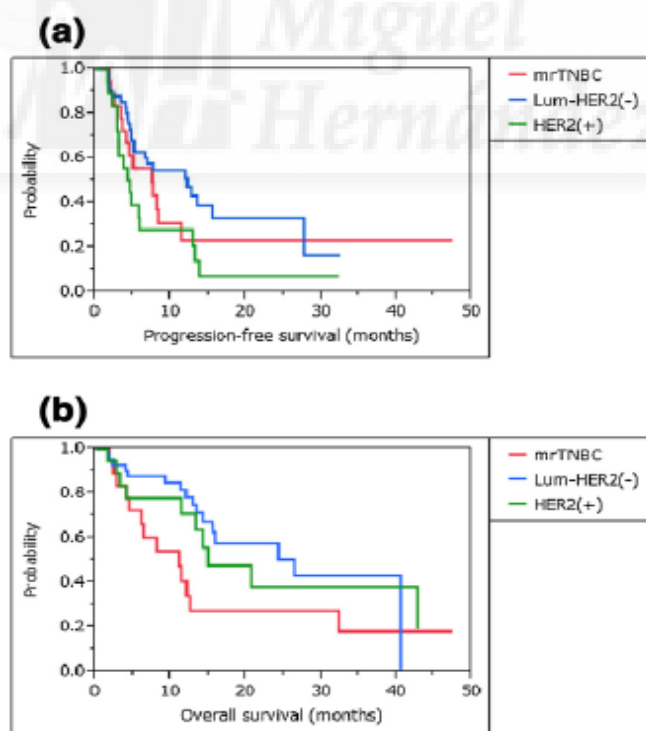 Miguel
Hernández
(a)
1.0
0.8
0.6
0.4
0.2
0.0
Probability
0 10 20 30 40 50
Progression-free survival (months)
mrTNBC
Lum-HER2(-)
HER2(+)
(b)
1.0
0.8
0.6
0.4
0.2
0.0
Probability
0 10 20 30 40 50
Overall survival (months)
mrTNBC
Lum-HER2(-)
HER2(+)